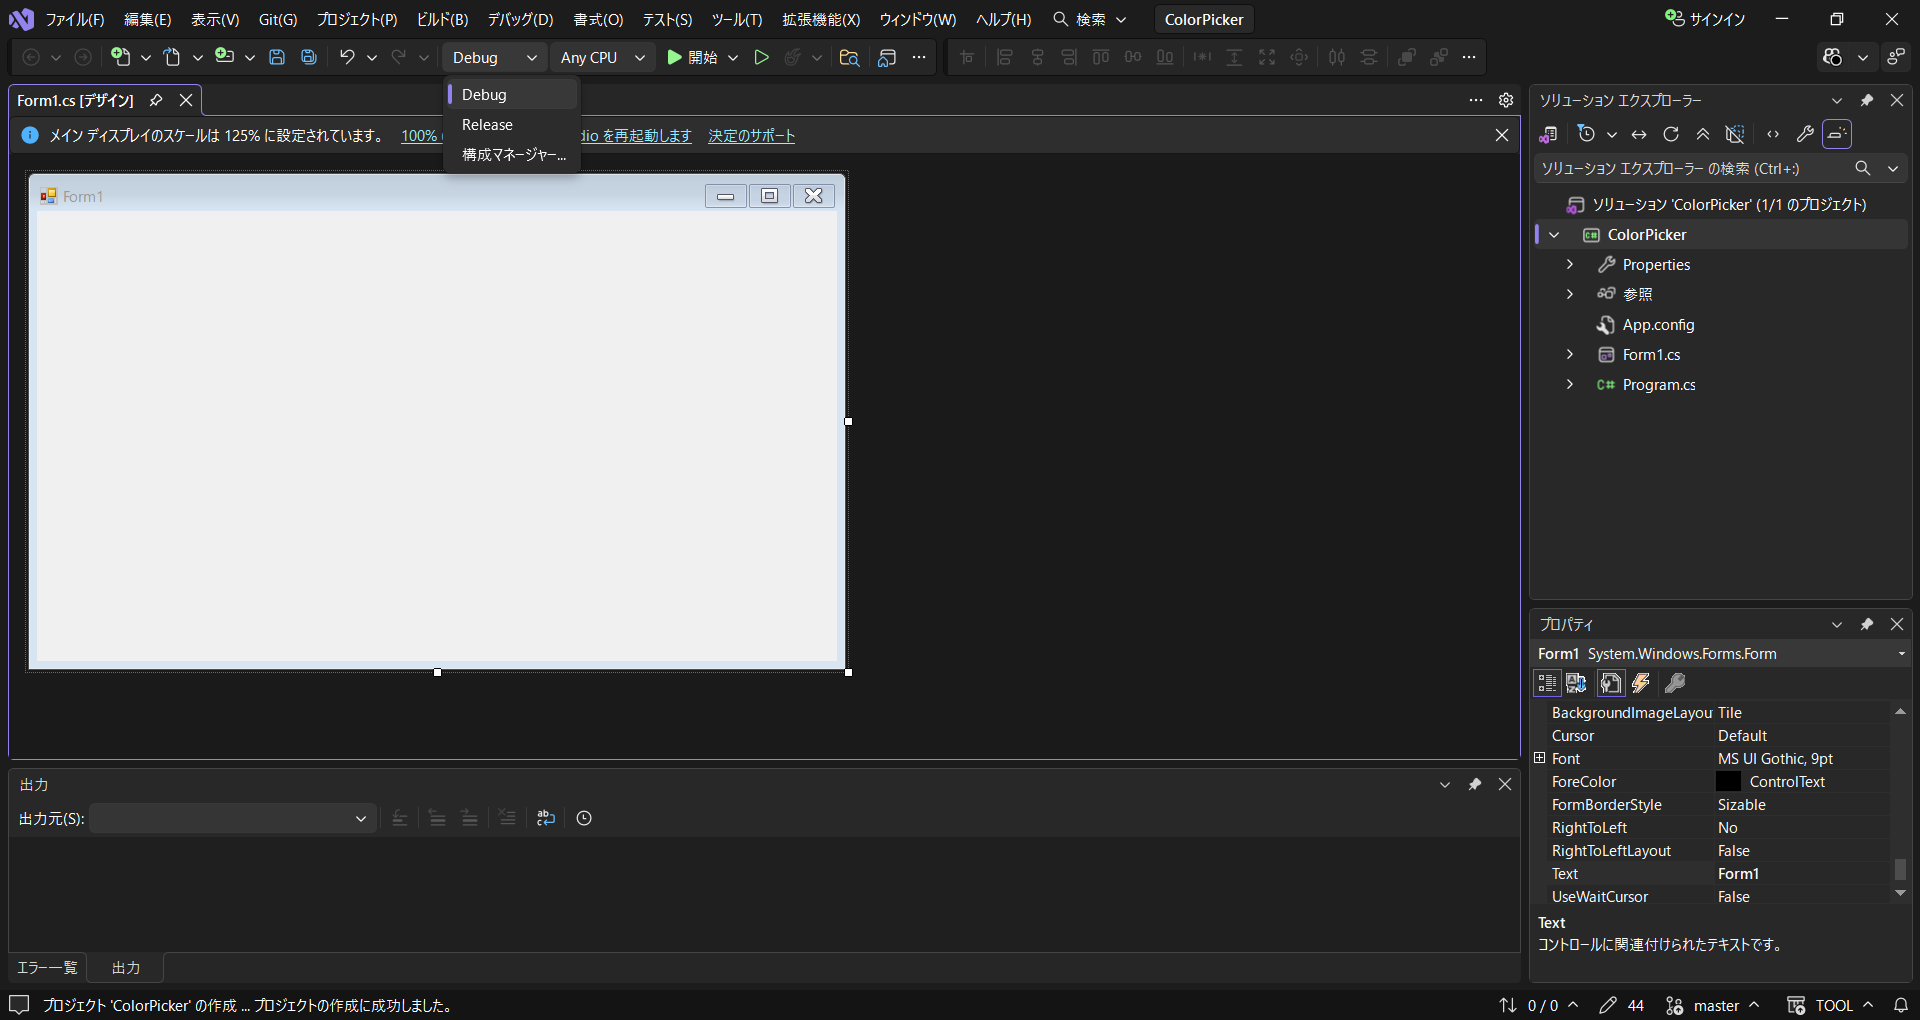 ファイル(F) 編集(E) 表示(V) Git(G) プロジェクト(P) ビルド(B) デバッグ(D) 書式(O) テスト(S) ツール(T) 拡張機能(X) ウィンドウ(W) ヘルプ(H) 検索 ColorPicker サインイン
Debug Any CPU 開始
Debug
Release
構成マネージャー...
Form1.cs [デザイン]
メイン ディスプレイのスケールは 125% に設定されています。 100% dio を再起動します 決定のサポート
Form1
ソリューション エクスプローラー
ソリューション エクスプローラー の検索 (Ctrl+:)
ソリューション 'ColorPicker' (1/1 のプロジェクト)
ColorPicker
Properties
参照
App.config
Form1.cs
C# Program.cs
プロパティ
Form1 System.Windows.Forms.Form
BackgroundImageLayou Tile
Cursor Default
Font MS UI Gothic, 9pt
ForeColor ControlText
FormBorderStyle Sizable
RightToLeft No
RightToLeftLayout False
Text Form1
UseWaitCursor False
Text
コントロールに関連付けられたテキストです。
出力
出力元(S):
エラー一覧 出力
プロジェクト 'ColorPicker' の作成 ... プロジェクトの作成に成功しました。 0 / 0 44 master TOOL